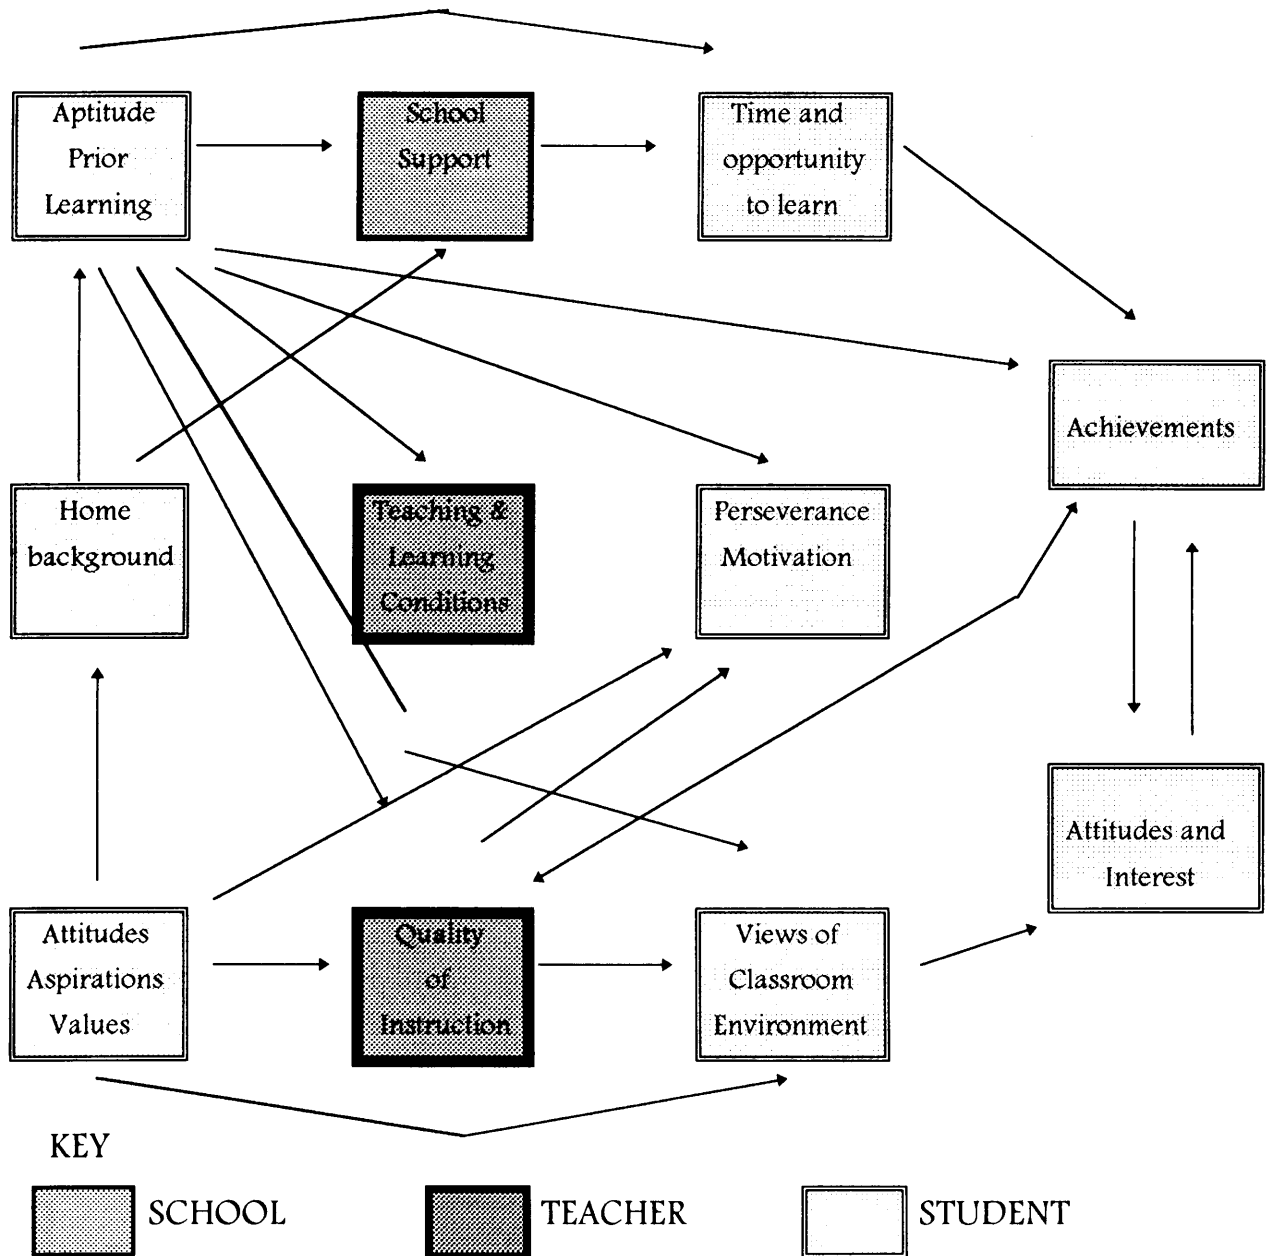 Aptitude
Prior
Learning
School
Support
Time and
opportunity
to learn
Achievements
Home
background
Teaching &
Learning
Conditions
Perseverance
Motivation
Attitudes and
Interest
Attitudes
Aspirations
Values
Quality
of
Instruction
Views of
Classroom
Environment
KEY
SCHOOL
TEACHER
STUDENT